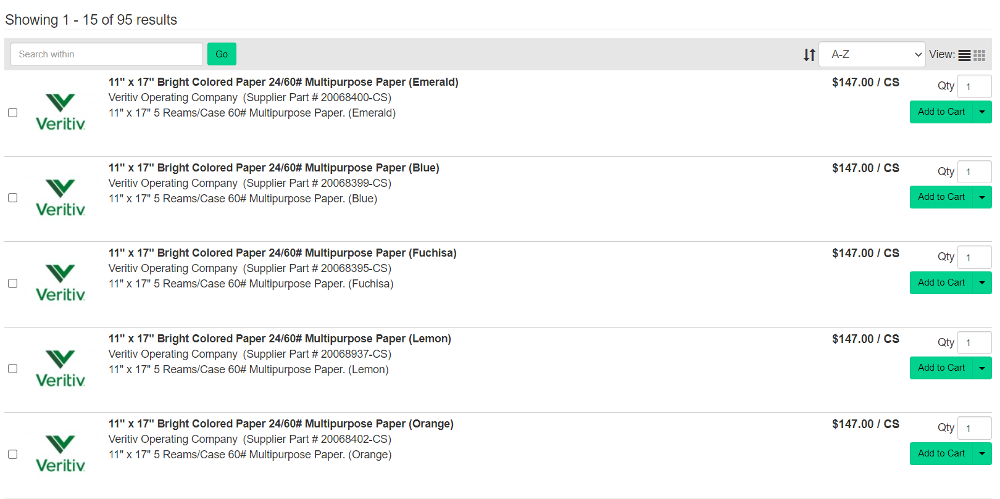 Showing 1 - 15 of 95 results
Search within Go A-Z View:
11" x 17" Bright Colored Paper 24/60# Multipurpose Paper (Emerald) $147.00 / CS Qty 1
Veritiv Operating Company (Supplier Part # 20068400-CS)
11" x 17" 5 Reams/Case 60# Multipurpose Paper. (Emerald) Add to Cart
Veritiv
11" x 17" Bright Colored Paper 24/60# Multipurpose Paper (Blue) $147.00 / CS Qty 1
Veritiv Operating Company (Supplier Part # 20068399-CS)
11" x 17" 5 Reams/Case 60# Multipurpose Paper. (Blue) Add to Cart
Veritiv
11" x 17" Bright Colored Paper 24/60# Multipurpose Paper (Fuchisa) $147.00 / CS Qty 1
Veritiv Operating Company (Supplier Part # 20068395-CS)
11" x 17" 5 Reams/Case 60# Multipurpose Paper. (Fuchisa) Add to Cart
Veritiv
11" x 17" Bright Colored Paper 24/60# Multipurpose Paper (Lemon) $147.00 / CS Qty 1
Veritiv Operating Company (Supplier Part # 20068937-CS)
11" x 17" 5 Reams/Case 60# Multipurpose Paper. (Lemon) Add to Cart
Veritiv
11" x 17" Bright Colored Paper 24/60# Multipurpose Paper (Orange) $147.00 / CS Qty 1
Veritiv Operating Company (Supplier Part # 20068402-CS)
11" x 17" 5 Reams/Case 60# Multipurpose Paper. (Orange) Add to Cart
Veritiv